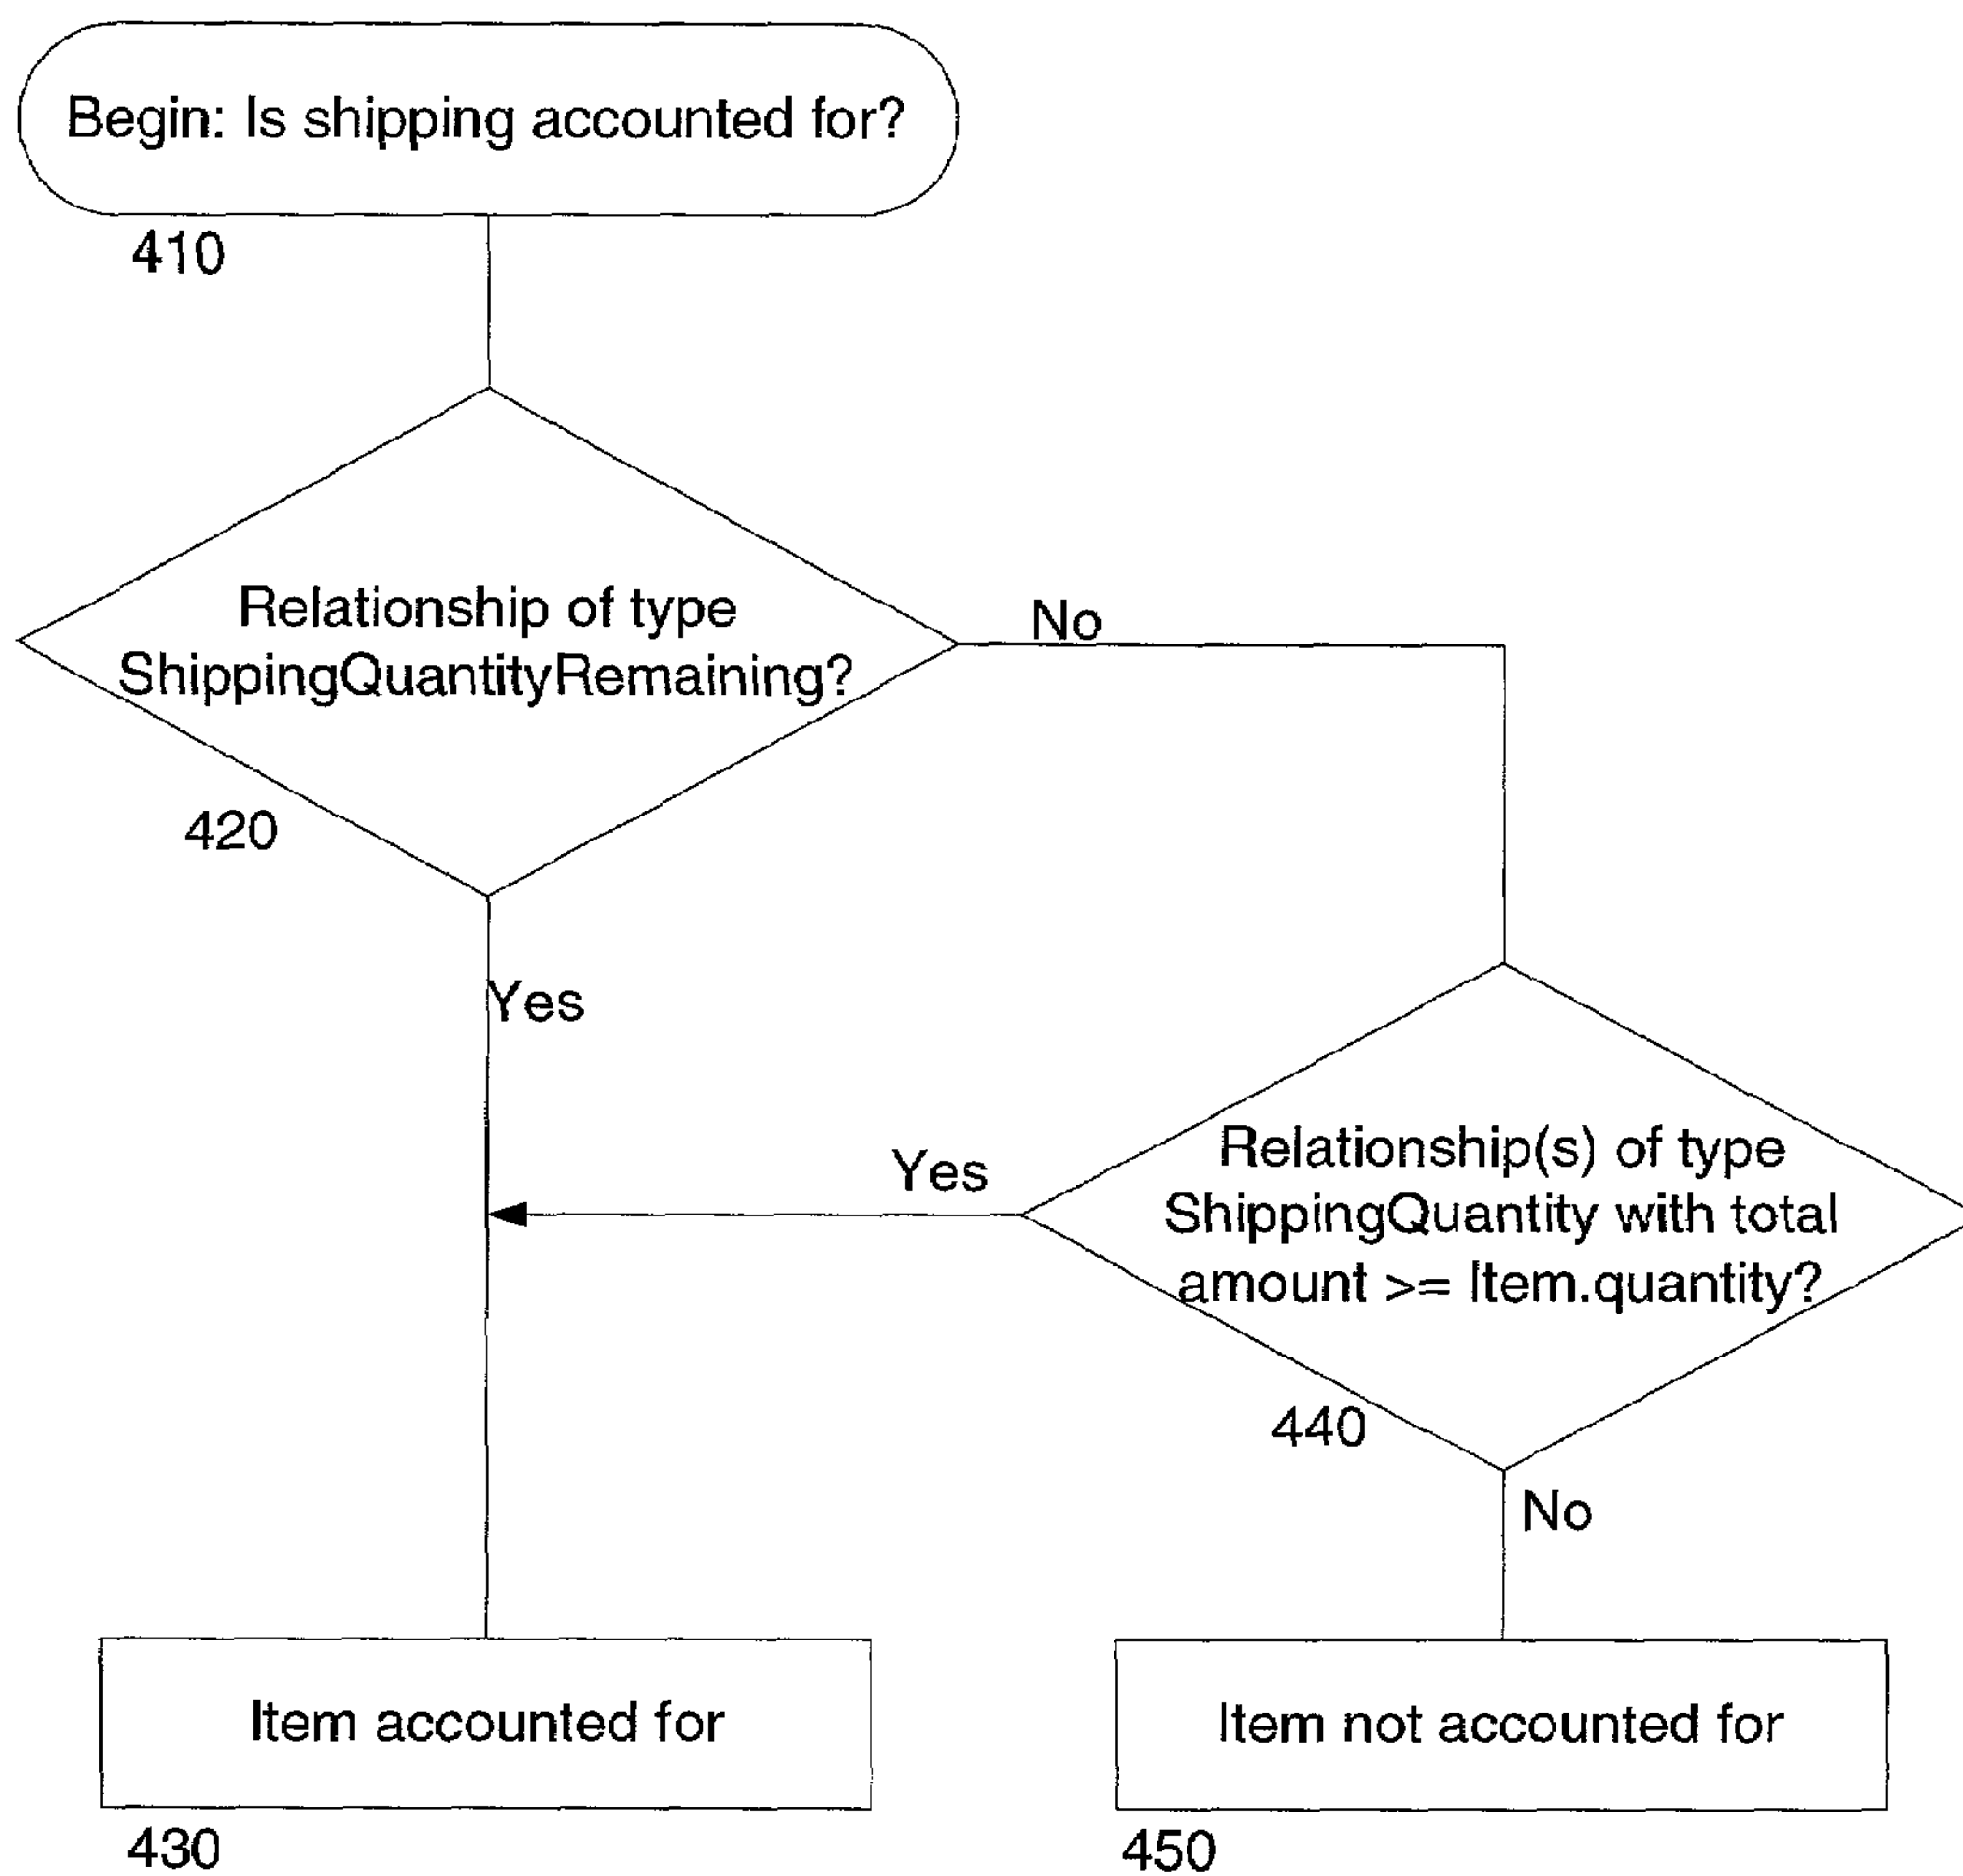 Begin: Is shipping accounted for?
410
Relationship of type
ShippingQuantityRemaining?
No
420
Yes
Yes
Relationship(s) of type
ShippingQuantity with total
amount >= Item.quantity?
440
No
Item accounted for
430
Item not accounted for
450